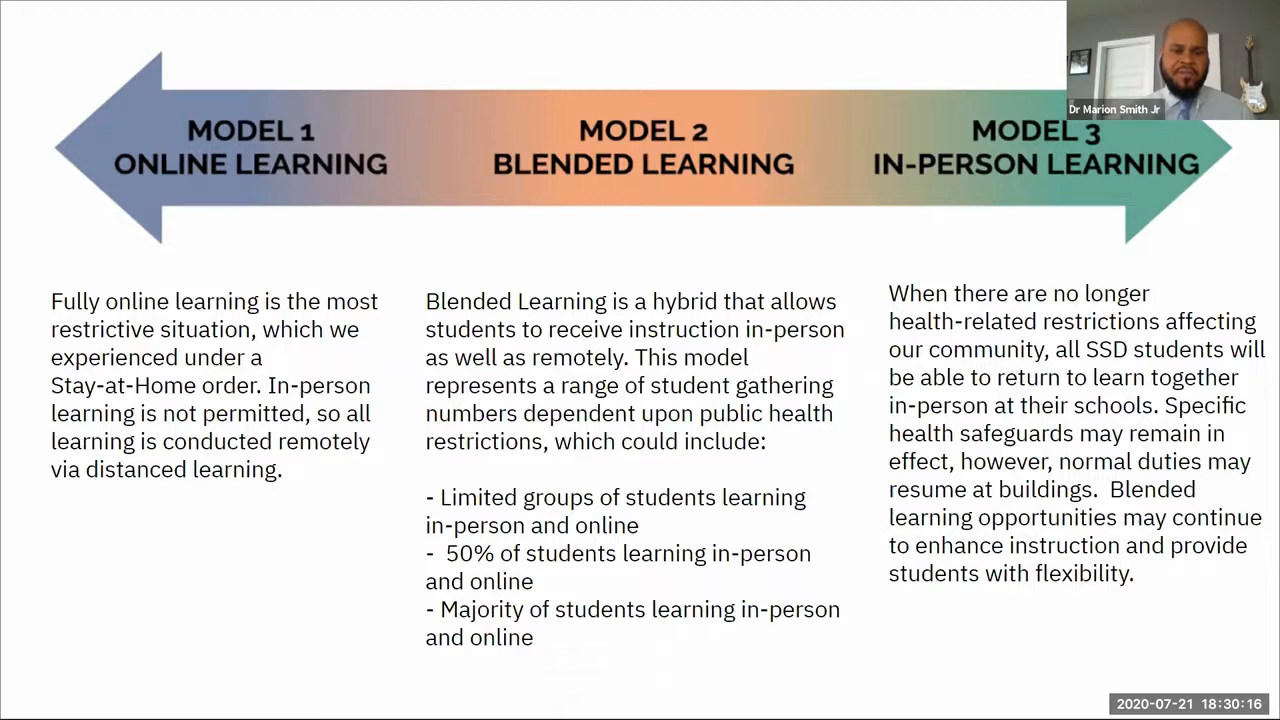 Dr Marion Smith Jr
MODEL 1
ONLINE LEARNING
MODEL 2
BLENDED LEARNING
MODEL 3
IN-PERSON LEARNING
Fully online learning is the most
restrictive situation, which we
experienced under a
Stay-at-Home order. In-person
learning is not permitted, so all
learning is conducted remotely
via distanced learning.
Blended Learning is a hybrid that allows
students to receive instruction in-person
as well as remotely. This model
represents a range of student gathering
numbers dependent upon public health
restrictions, which could include:
- Limited groups of students learning
in-person and online
-  50% of students learning in-person
and online
- Majority of students learning in-person
and online
When there are no longer
health-related restrictions affecting
our community, all SSD students will
be able to return to learn together
in-person at their schools. Specific
health safeguards may remain in
effect, however, normal duties may
resume at buildings.  Blended
learning opportunities may continue
to enhance instruction and provide
students with flexibility.
2020-07-21  18:30:16